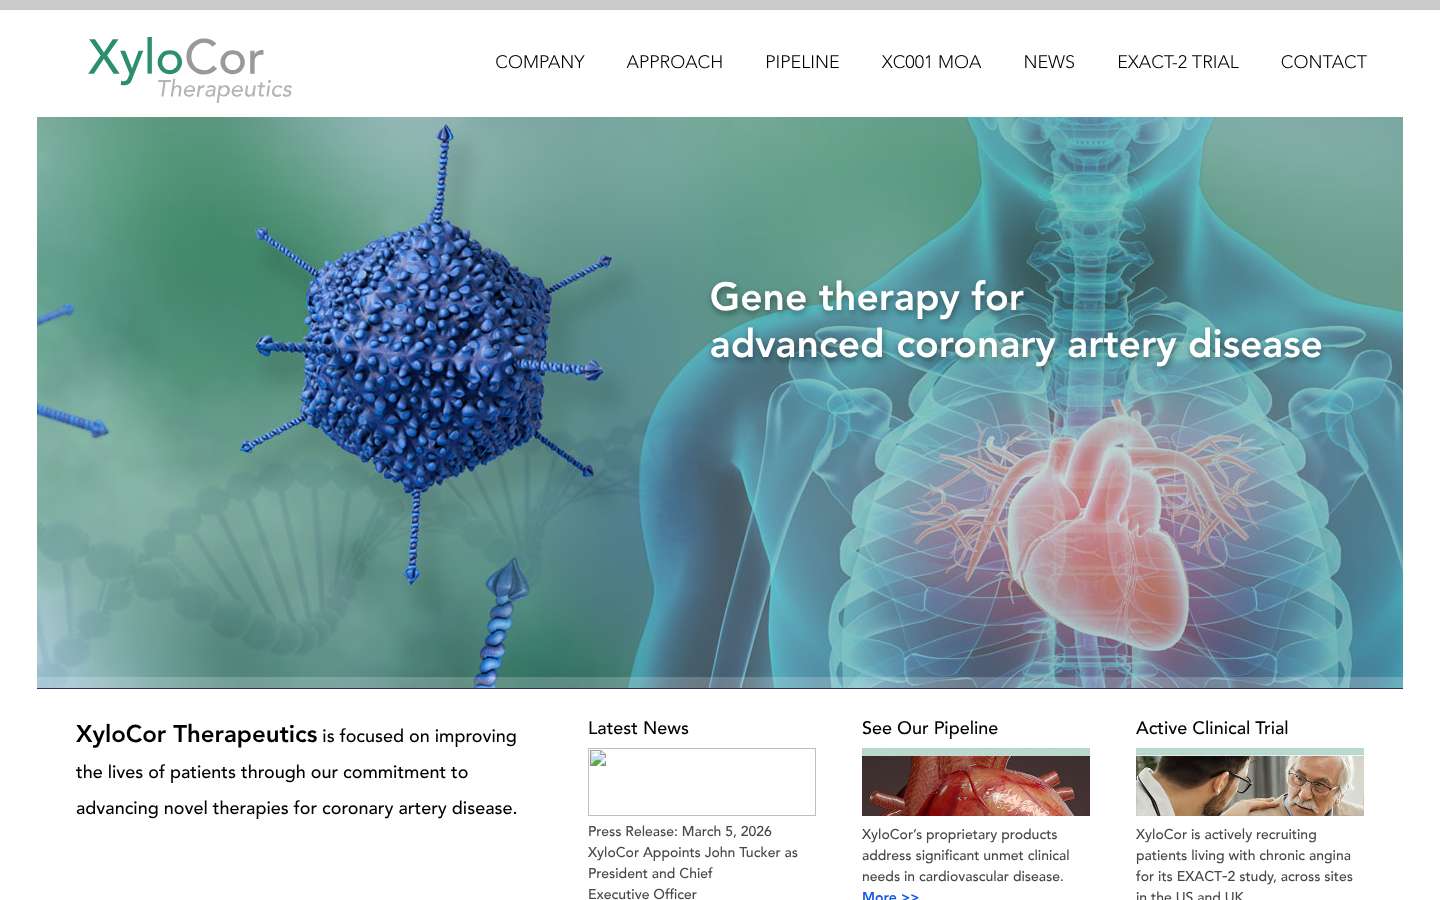 XyloCor
Therapeutics
COMPANY APPROACH PIPELINE XC001 MOA NEWS EXACT-2 TRIAL CONTACT
Gene therapy for
advanced coronary artery disease
XyloCor Therapeutics is focused on improving
the lives of patients through our commitment to
advancing novel therapies for coronary artery disease.
Latest News
Press Release: March 5, 2026
XyloCor Appoints John Tucker as
President and Chief
Executive Officer
See Our Pipeline
XyloCor's proprietary products
address significant unmet clinical
needs in cardiovascular disease.
More >>
Active Clinical Trial
XyloCor is actively recruiting
patients living with chronic angina
for its EXACT-2 study, across sites
in the US and UK